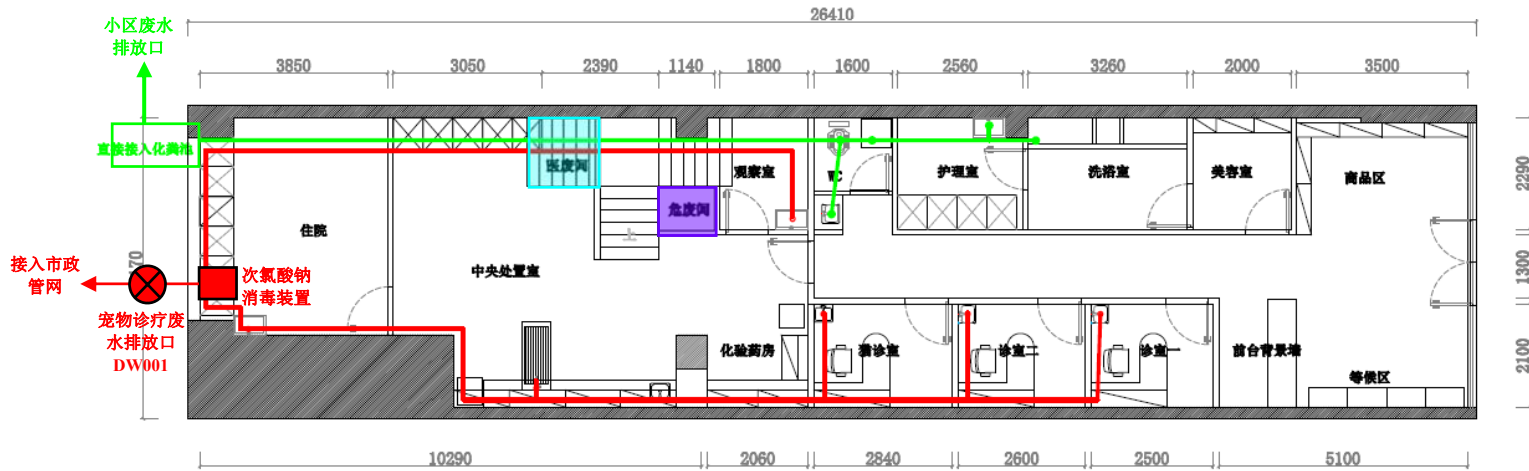 26410
小区废水
排放口
3850
3050
2390
1140
1800
1600
2560
3260
2000
3500
直接接入化粪池
医废间
观察室
WC
护理室
洗浴室
美容室
商品区
2290
危废间
住院
上
中央处置室
接入市政
管网
次氯酸钠
消毒装置
1300
宠物诊疗废
水排放口
DW001
化验药房
猫诊室
诊室二
诊室一
前台背景墙
等候区
2100
10290
2060
2840
2600
2500
5100